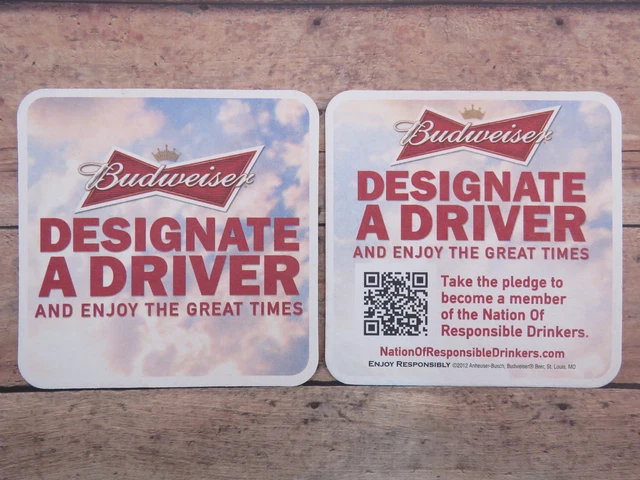 Budweiser
DESIGNATE
A DRIVER
AND ENJOY THE GREAT TIMES
Budweiser
DESIGNATE
A DRIVER
AND ENJOY THE GREAT TIMES
Take the pledge to
become a member
of the Nation Of
Responsible Drinkers.
NationOfResponsibleDrinkers.com
ENJOY RESPONSIBLY ©2012 Anheuser-Busch, Budweiser® Beer, St. Louis, MO